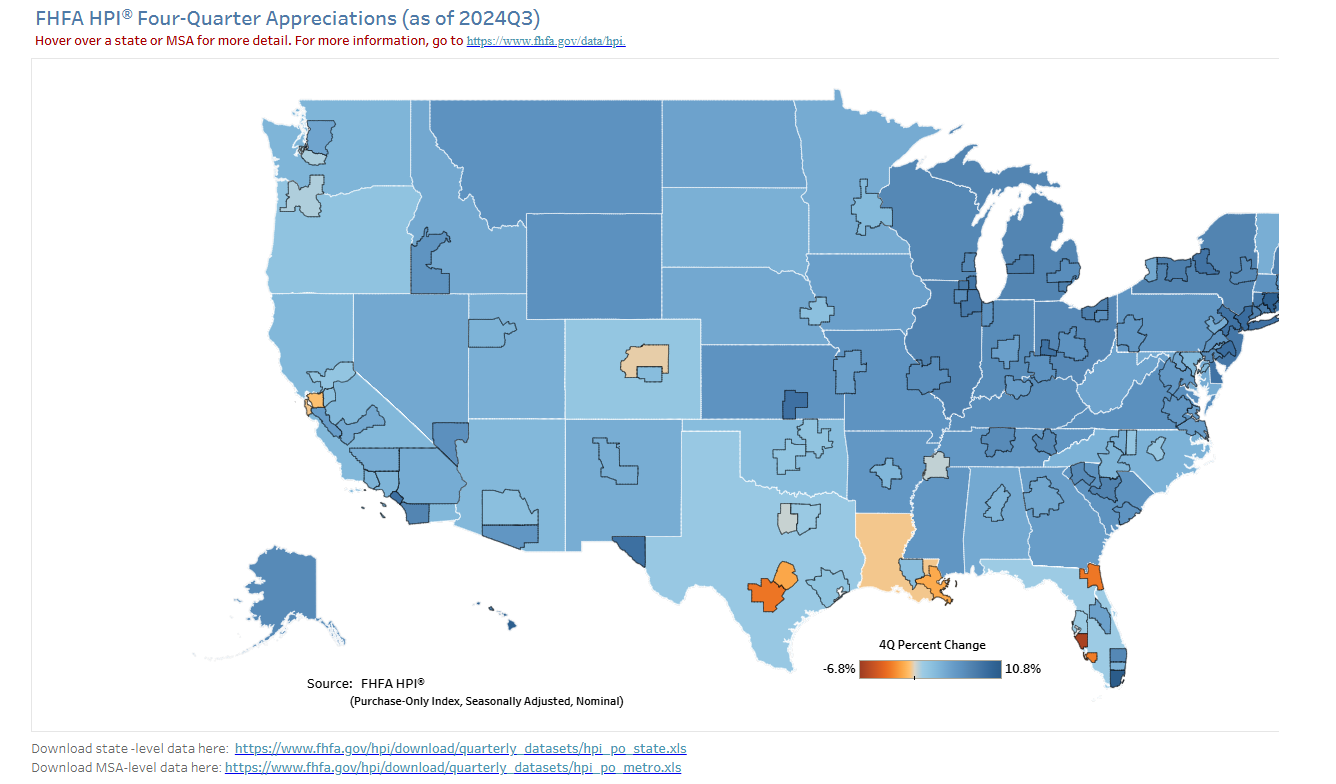 FHFA HPI® Four-Quarter Appreciations (as of 2024Q3)
Hover over a state or MSA for more detail. For more information, go to https://www.fhfa.gov/data/hpi.
4Q Percent Change
-6.8% 10.8%
Source: FHFA HPI®
(Purchase-Only Index, Seasonally Adjusted, Nominal)
Download state -level data here: https://www.fhfa.gov/hpi/download/quarterly_datasets/hpi_po_state.xls
Download MSA-level data here: https://www.fhfa.gov/hpi/download/quarterly_datasets/hpi_po_metro.xls